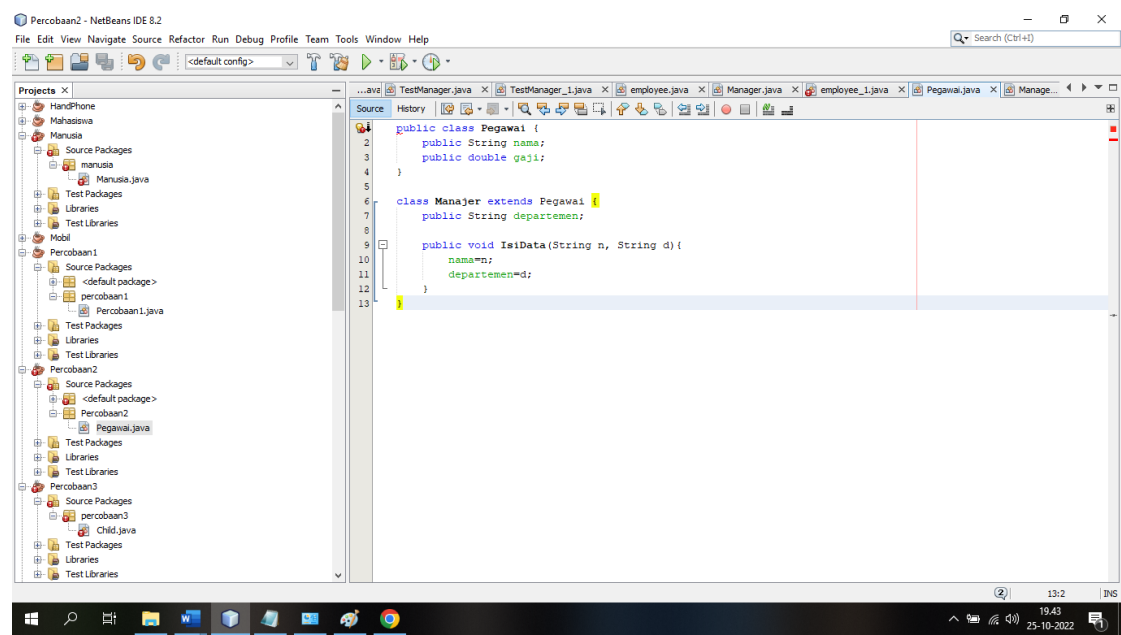 Percobaan2 - NetBeans IDE 8.2
File Edit View Navigate Source Refactor Run Debug Profile Team Tools Window Help
Search (Ctrl+I)
<default config>
Projects
...ava TestManager.java TestManager_1.java employee.java Manager.java employee_1.java Pegawai.java Manage...
Source History
HandPhone
Mahasiswa
Manusia
Source Packages
manusia
Manusia.java
Test Packages
Libraries
Test Libraries
Mobil
Percobaan1
Source Packages
<default package>
percobaan1
Percobaan1.java
Test Packages
Libraries
Test Libraries
Percobaan2
Source Packages
<default package>
Percobaan2
Pegawai.java
Test Packages
Libraries
Test Libraries
Percobaan3
Source Packages
percobaan3
Child.java
Test Packages
Libraries
Test Libraries
public class Pegawai {
2 public String nama;
3 public double gaji;
4 }
5
6 class Manajer extends Pegawai {
7 public String departemen;
8
9 public void IsiData(String n, String d){
10 nama=n;
11 departemen=d;
12 }
13 }
2 13:2 INS
19.43
25-10-2022
1